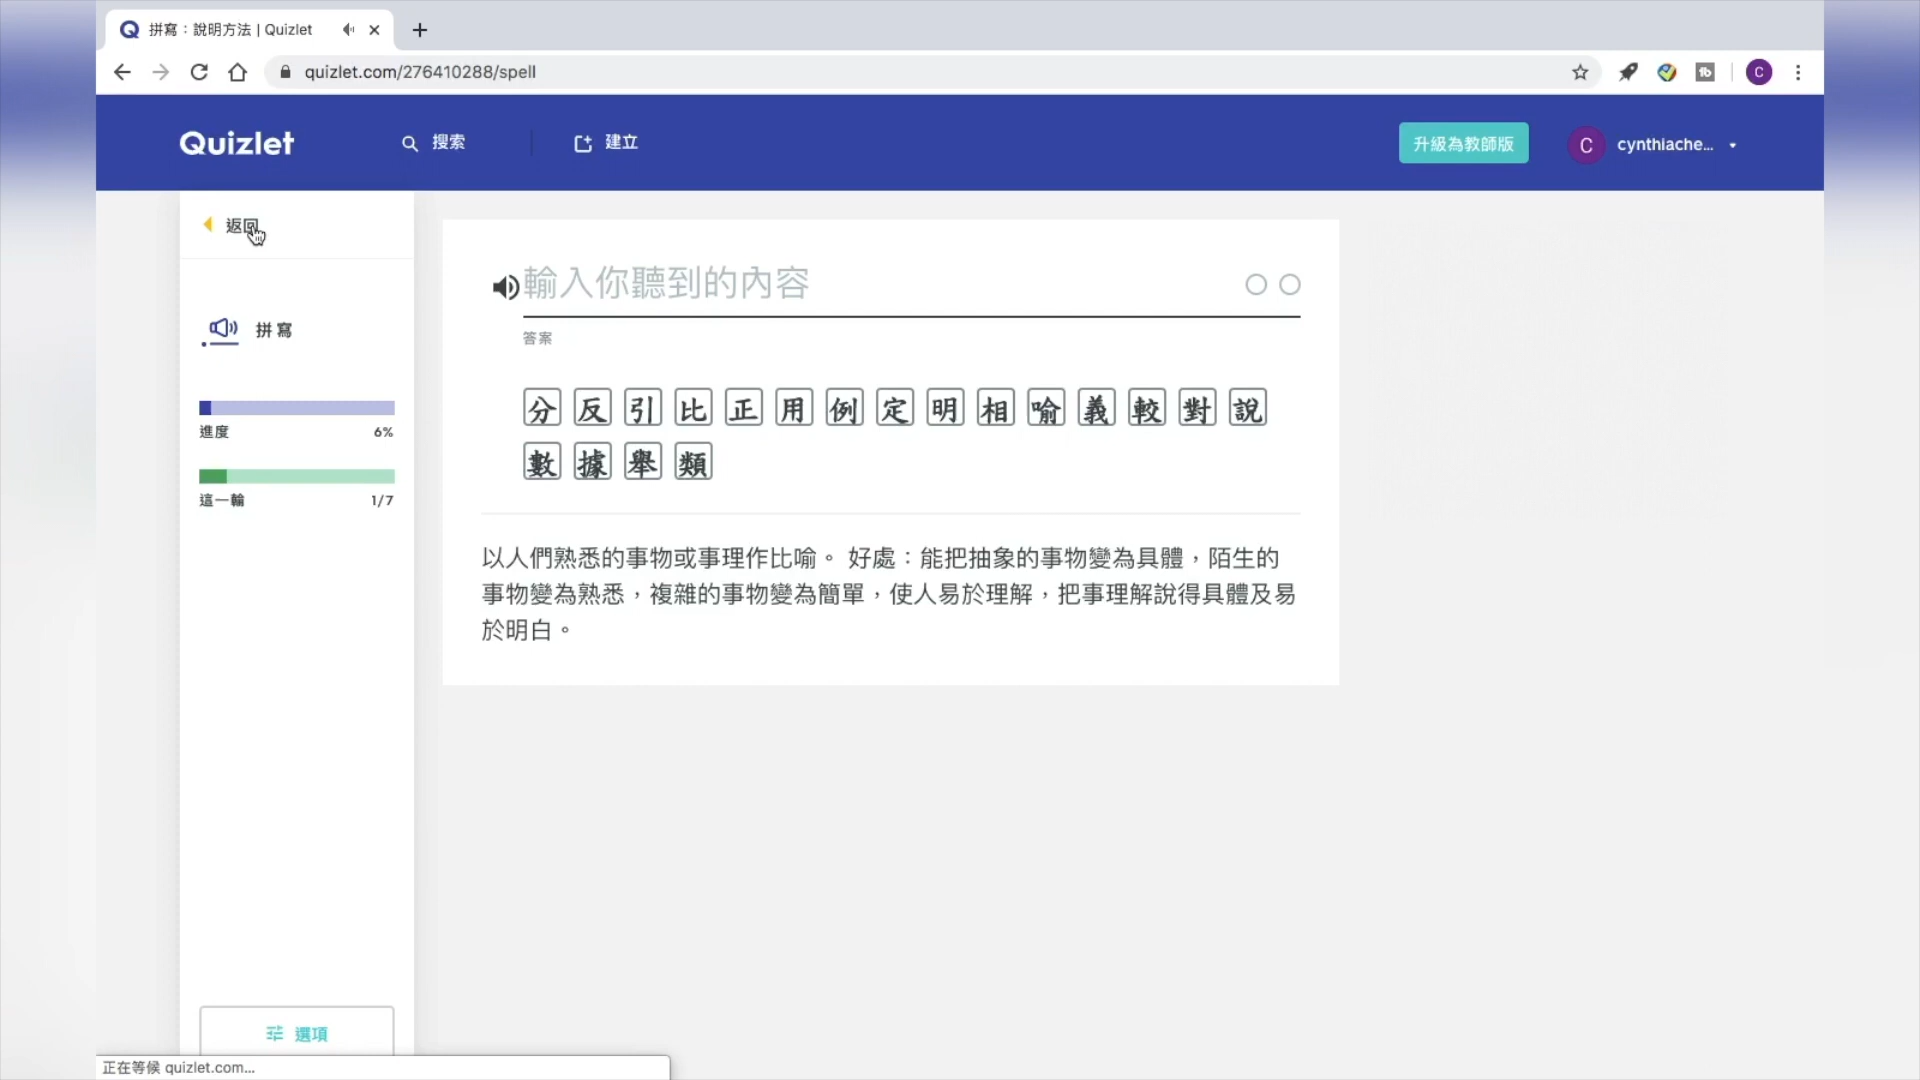 拼寫：說明方法 | Quizlet
quizlet.com/276410288/spell
C
Quizlet
搜索
建立
升級為教師版
C
cynthiache...
返回
拼寫
進度
6%
這一輪
1/7
選項
輸入你聽到的內容
答案
分 反 引 比 正 用 例 定 明 相 喻 義 較 對 說
數 據 舉 類
以人們熟悉的事物或事理作比喻。 好處：能把抽象的事物變為具體，陌生的
事物變為熟悉，複雜的事物變為簡單，使人易於理解，把事理解說得具體及易
於明白。
正在等候 quizlet.com...